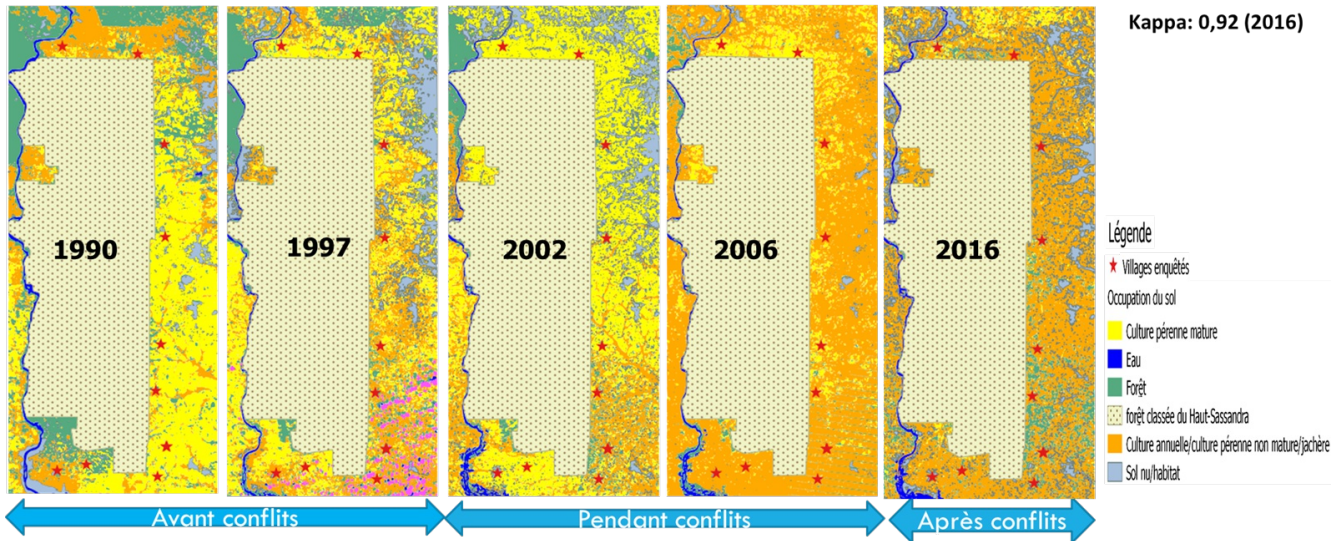 Kappa: 0,92 (2016)
1990
1997
2002
2006
2016
Légende
Villages enquêtés
Occupation du sol
Culture pérenne mature
Eau
Forêt
forêt classée du Haut-Sassandra
Culture annuelle/culture pérenne non mature/jachère
Sol nu/habitat
Avant conflits
Pendant conflits
Après conflits